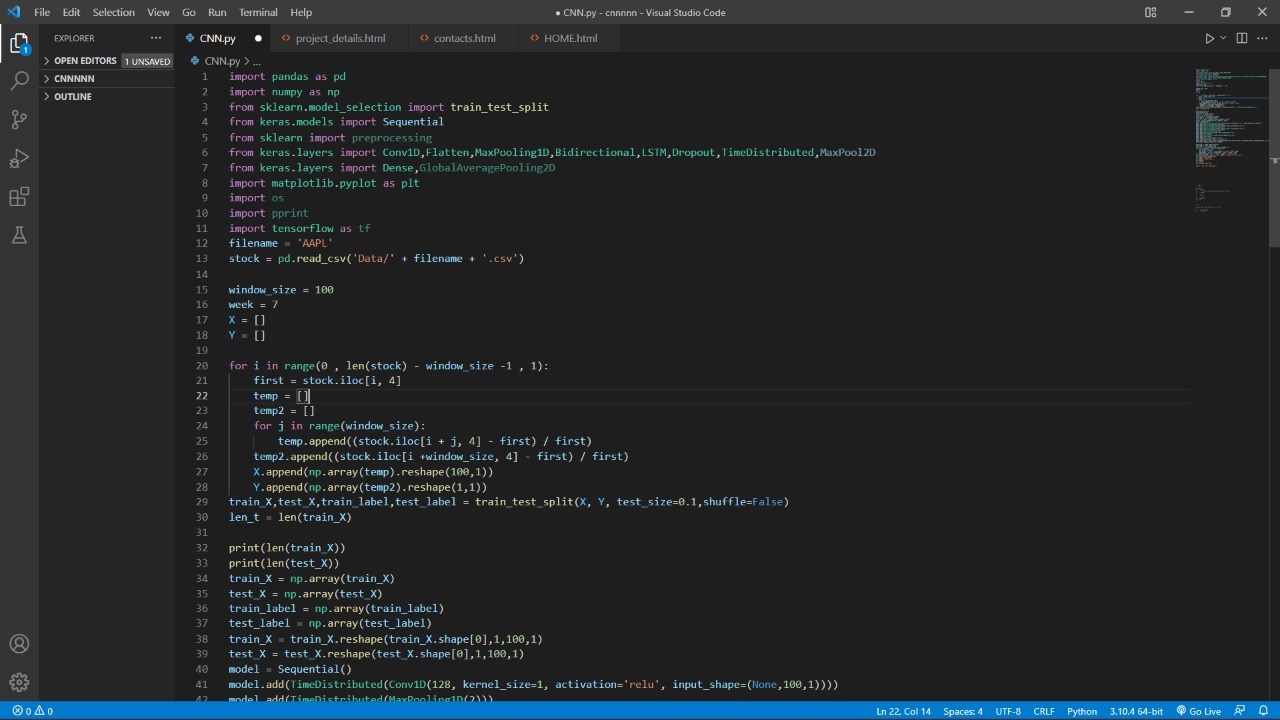 File Edit Selection View Go Run Terminal Help ● CNN.py - cnnnnn - Visual Studio Code
EXPLORER ...
OPEN EDITORS 1 UNSAVED
CNNNNN
OUTLINE
1
CNN.py ● project_details.html contacts.html HOME.html
CNN.py > ...
1 import pandas as pd
2 import numpy as np
3 from sklearn.model_selection import train_test_split
4 from keras.models import Sequential
5 from sklearn import preprocessing
6 from keras.layers import Conv1D,Flatten,MaxPooling1D,Bidirectional,LSTM,Dropout,TimeDistributed,MaxPool2D
7 from keras.layers import Dense,GlobalAveragePooling2D
8 import matplotlib.pyplot as plt
9 import os
10 import pprint
11 import tensorflow as tf
12 filename = 'AAPL'
13 stock = pd.read_csv('Data/' + filename + '.csv')
14
15 window_size = 100
16 week = 7
17 X = []
18 Y = []
19
20 for i in range(0 , len(stock) - window_size -1 , 1):
21 first = stock.iloc[i, 4]
22 temp = []
23 temp2 = []
24 for j in range(window_size):
25 temp.append((stock.iloc[i + j, 4] - first) / first)
26 temp2.append((stock.iloc[i +window_size, 4] - first) / first)
27 X.append(np.array(temp).reshape(100,1))
28 Y.append(np.array(temp2).reshape(1,1))
29 train_X,test_X,train_label,test_label = train_test_split(X, Y, test_size=0.1,shuffle=False)
30 len_t = len(train_X)
31
32 print(len(train_X))
33 print(len(test_X))
34 train_X = np.array(train_X)
35 test_X = np.array(test_X)
36 train_label = np.array(train_label)
37 test_label = np.array(test_label)
38 train_X = train_X.reshape(train_X.shape[0],1,100,1)
39 test_X = test_X.reshape(test_X.shape[0],1,100,1)
40 model = Sequential()
41 model.add(TimeDistributed(Conv1D(128, kernel_size=1, activation='relu', input_shape=(None,100,1))))
42 model.add(TimeDistributed(MaxPooling1D(2)))
0 0 Ln 22, Col 14 Spaces: 4 UTF-8 CRLF Python 3.10.4 64-bit Go Live